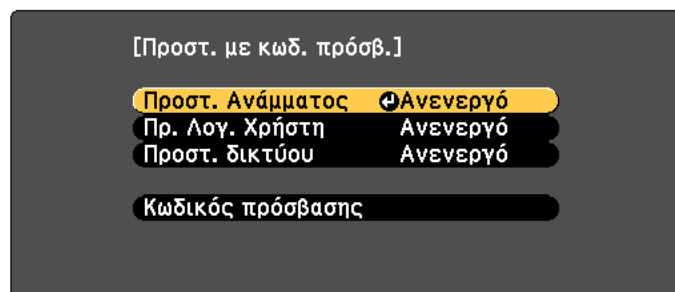 [Προστ. με κωδ. πρόσβ.]
Προστ. Ανάμματος Ανενεργό
Πρ. Λογ. Χρήστη Ανενεργό
Προστ. δικτύου Ανενεργό
Κωδικός πρόσβασης